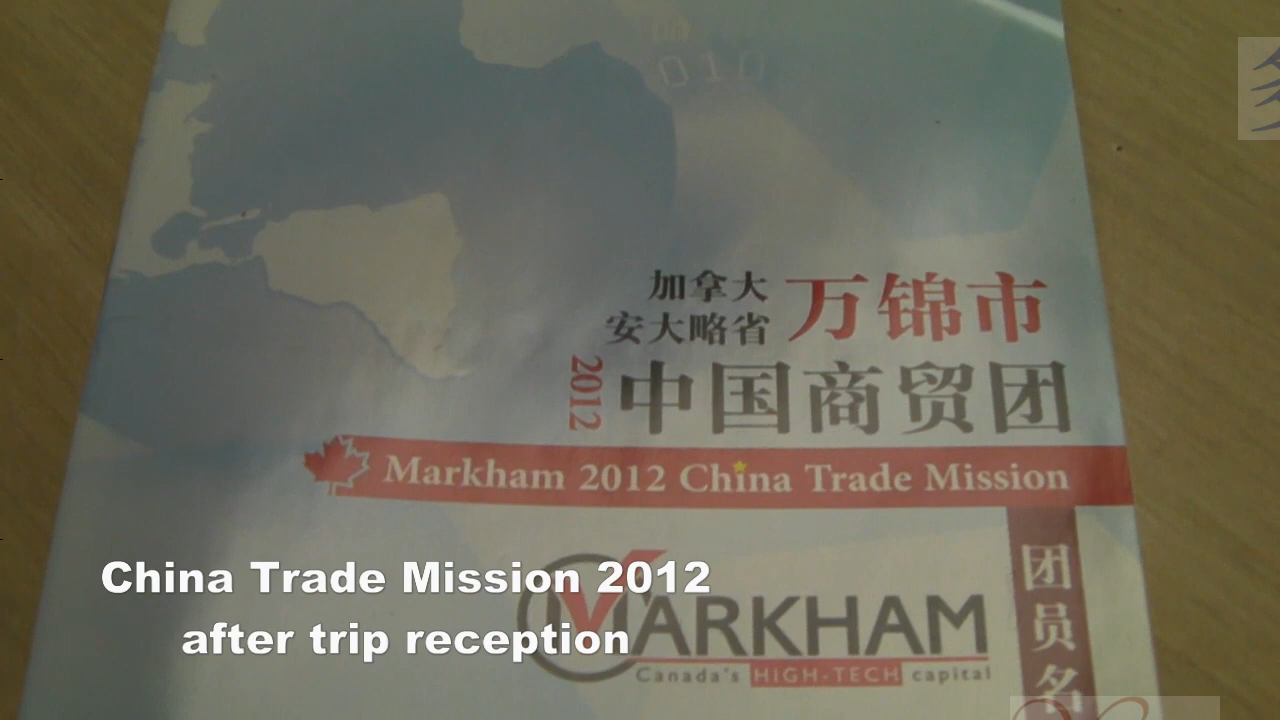 010
加拿大
安大略省
万锦市
2012
中国商贸团
Markham 2012 China Trade Mission
MARKHAM
Canada's HIGH-TECH capital
团员名
China Trade Mission 2012
after trip reception